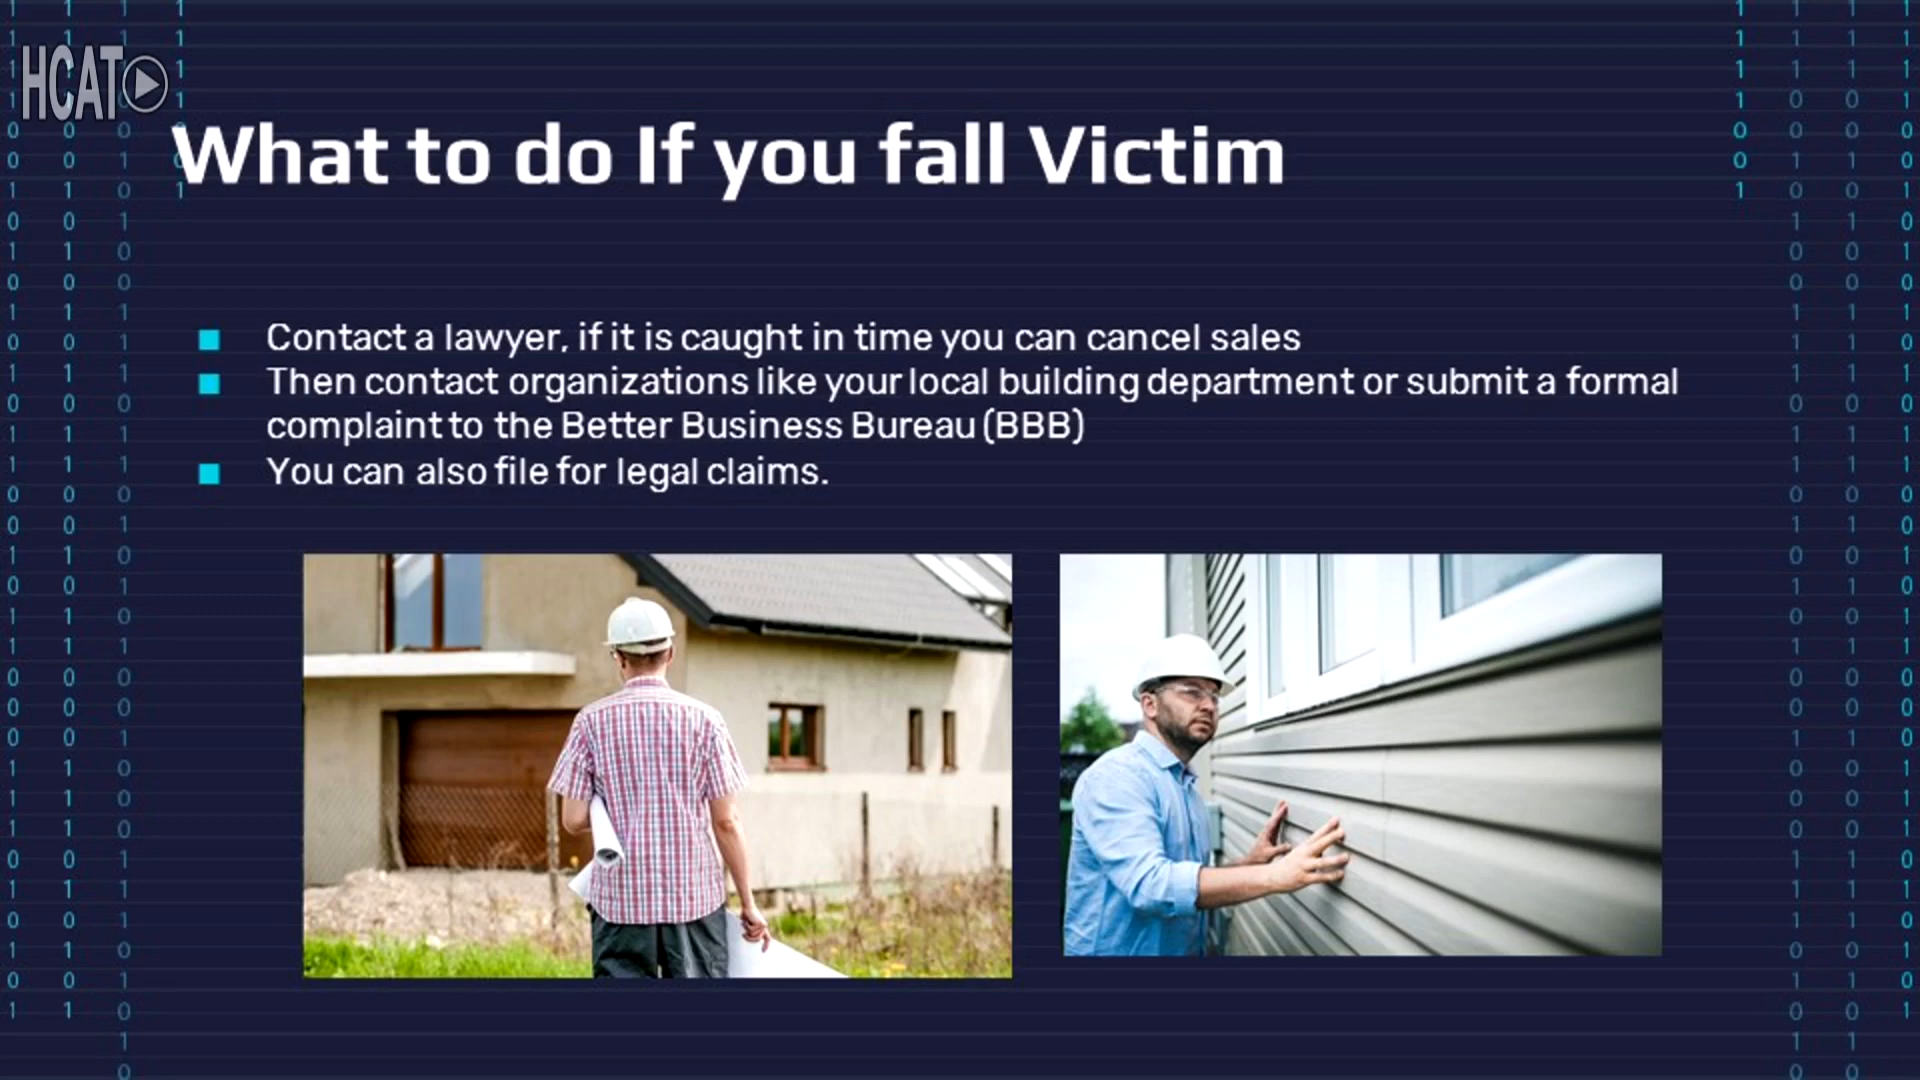 HCAT
What to do If you fall Victim
Contact a lawyer, if it is caught in time you can cancel sales
Then contact organizations like your local building department or submit a formal
complaint to the Better Business Bureau (BBB)
You can also file for legal claims.